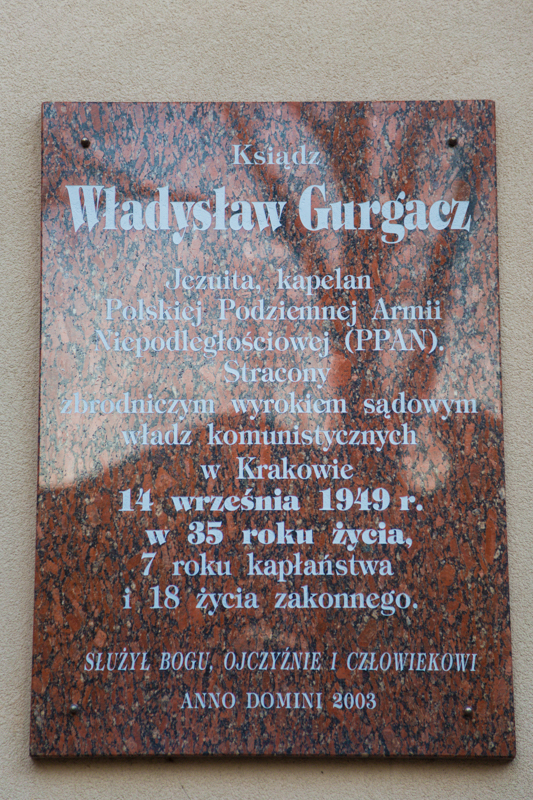 Ksiądz
Władysław Gurgacz
Jezuita, kapelan
Polskiej Podziemnej Armii
Niepodległościowej (PPAN).
Stracony
zbrodniczym wyrokiem sądowym
władz komunistycznych
w Krakowie
14 września 1949 r.
w 35 roku życia,
7 roku kapłaństwa
i 18 życia zakonnego.
SŁUŻYŁ BOGU, OJCZYŹNIE I CZŁOWIEKOWI
ANNO DOMINI 2003